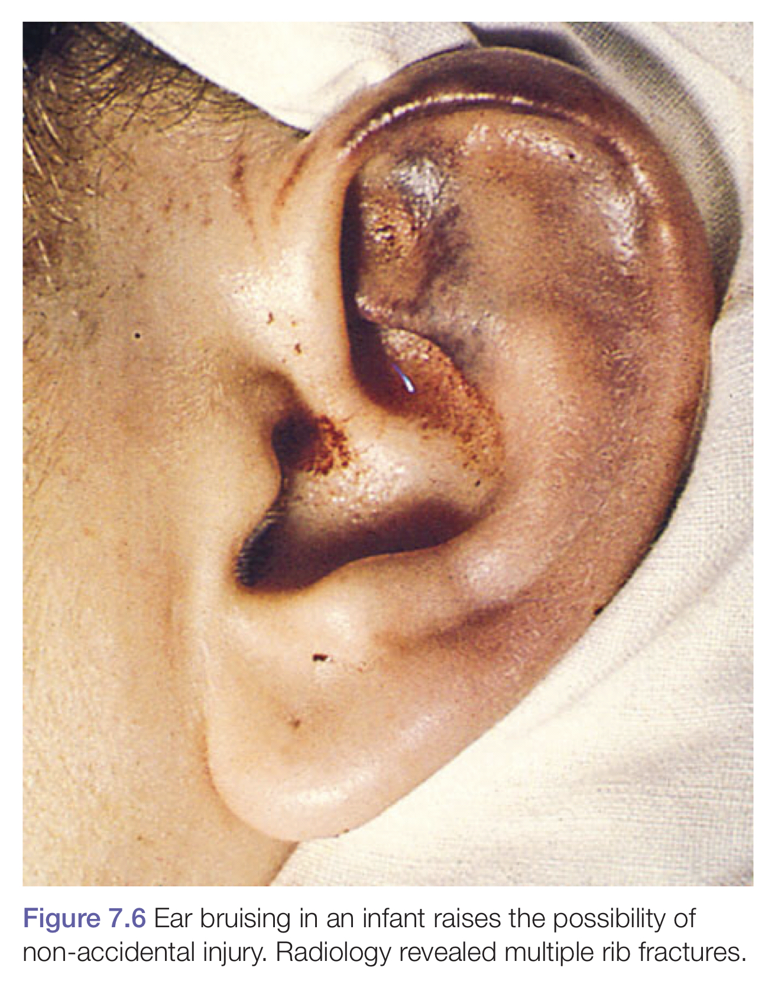 Figure 7.6 Ear bruising in an infant raises the possibility of
non-accidental injury. Radiology revealed multiple rib fractures.